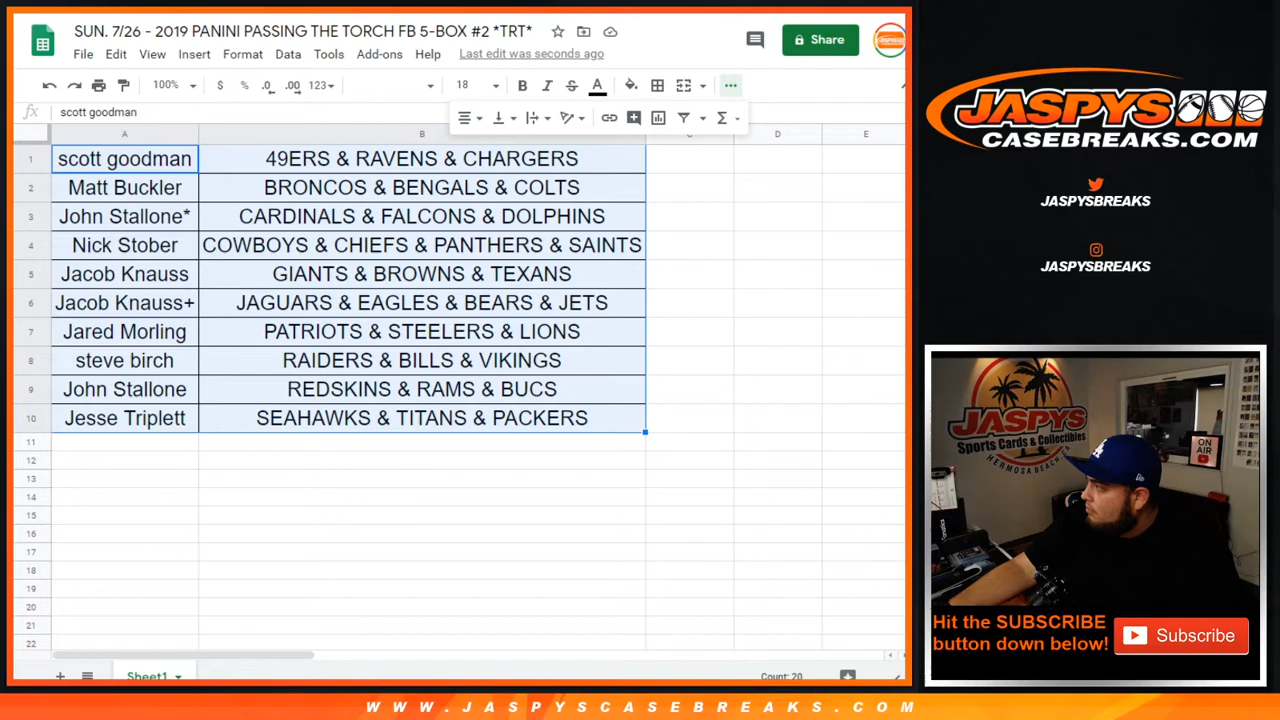 SUN. 7/26 - 2019 PANINI PASSING THE TORCH FB 5-BOX #2 *TRT*
File Edit View Insert Format Data Tools Add-ons Help Last edit was seconds ago
Share
100% $ % .0 .00 123 18 B I S A
fx scott goodman
A B C D E
1 scott goodman 49ERS & RAVENS & CHARGERS
2 Matt Buckler BRONCOS & BENGALS & COLTS
3 John Stallone* CARDINALS & FALCONS & DOLPHINS
4 Nick Stober COWBOYS & CHIEFS & PANTHERS & SAINTS
5 Jacob Knauss GIANTS & BROWNS & TEXANS
6 Jacob Knauss+ JAGUARS & EAGLES & BEARS & JETS
7 Jared Morling PATRIOTS & STEELERS & LIONS
8 steve birch RAIDERS & BILLS & VIKINGS
9 John Stallone REDSKINS & RAMS & BUCS
10 Jesse Triplett SEAHAWKS & TITANS & PACKERS
11
12
13
14
15
16
17
18
19
20
21
22
Sheet1
Count: 20
JASPYS
CASEBREAKS.COM
JASPYSBREAKS
JASPYSBREAKS
JASPYS
Sports Cards & Collectibles
HERMOSA BEACH, CA
ON
AIR
Hit the SUBSCRIBE
button down below!
Subscribe
WWW.JASPYSCASEBREAKS.COM